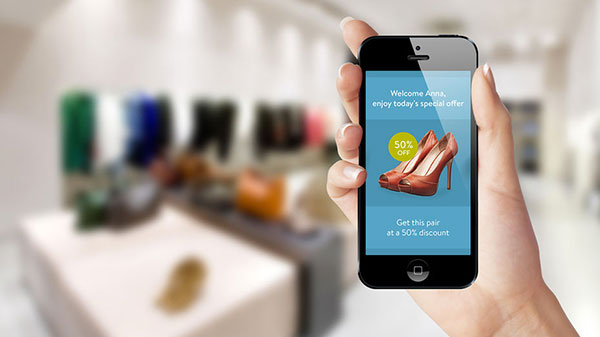 Welcome Anna,
enjoy today's special offer
50%
OFF
Get this pair
at a 50% discount